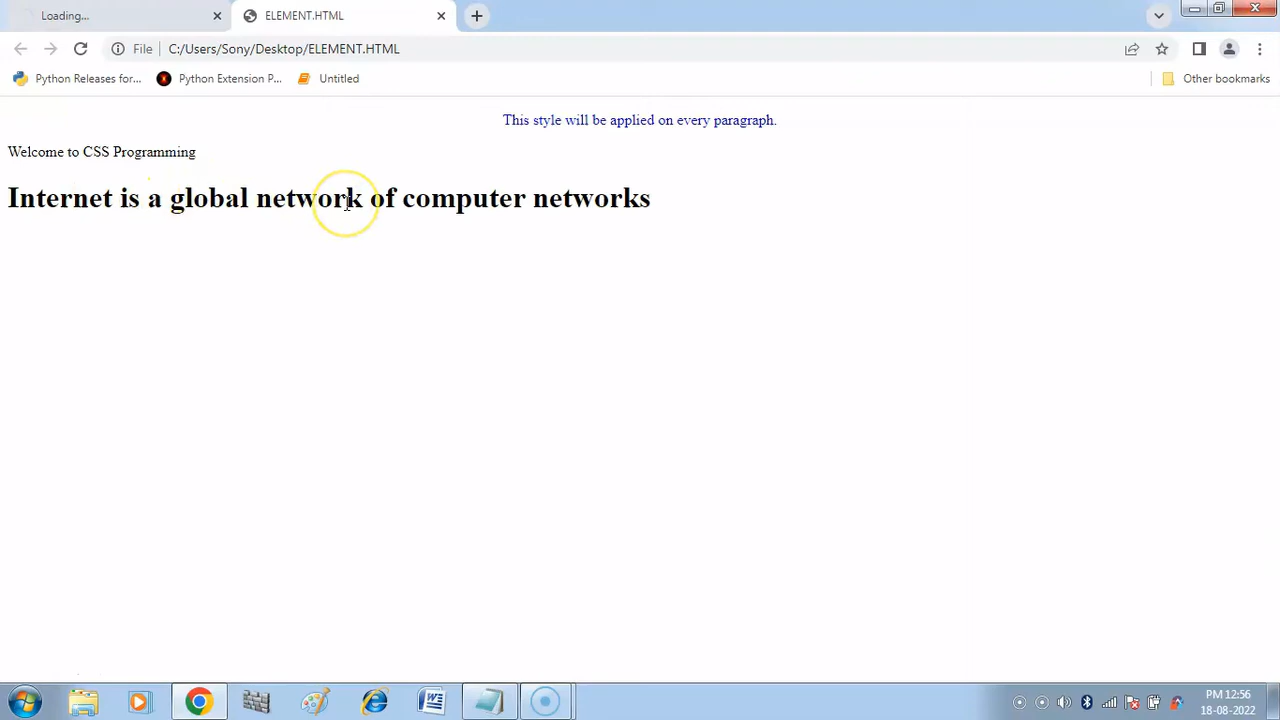 Loading...
ELEMENT.HTML
File
C:/Users/Sony/Desktop/ELEMENT.HTML
Python Releases for...
Python Extension P...
Untitled
Other bookmarks
This style will be applied on every paragraph.
Welcome to CSS Programming
Internet is a global network of computer networks
PM 12:56
18-08-2022